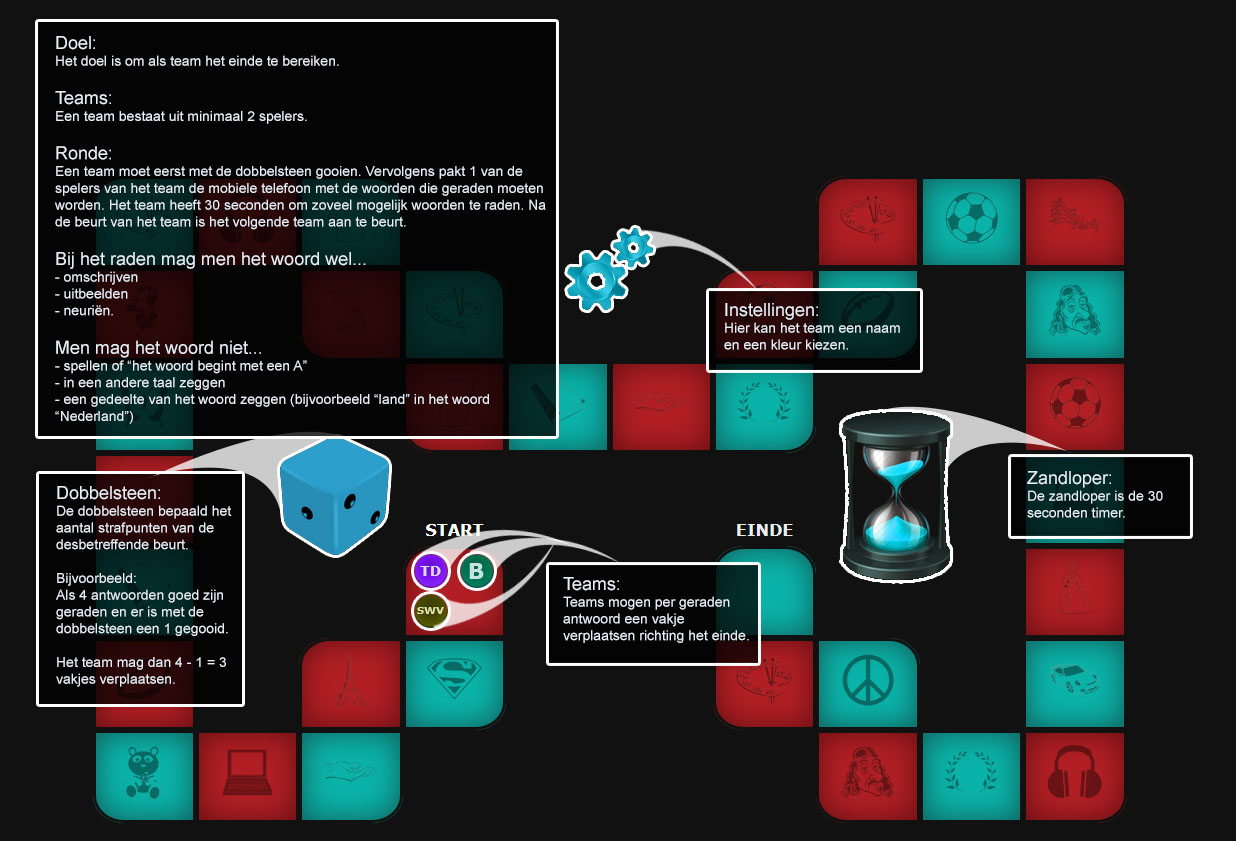 Doel:
Het doel is om als team het einde te bereiken.
Teams:
Een team bestaat uit minimaal 2 spelers.
Ronde:
Een team moet eerst met de dobbelsteen gooien. Vervolgens pakt 1 van de
spelers van het team de mobiele telefoon met de woorden die geraden moeten
worden. Het team heeft 30 seconden om zoveel mogelijk woorden te raden. Na
de beurt van het team is het volgende team aan te beurt.
Bij het raden mag men het woord wel...
- omschrijven
- uitbeelden
- neuriën.
Men mag het woord niet...
- spellen of “het woord begint met een A”
- in een andere taal zeggen
- een gedeelte van het woord zeggen (bijvoorbeeld “land” in het woord
“Nederland”)
Instellingen:
Hier kan het team een naam
en een kleur kiezen.
Zandloper:
De zandloper is de 30
seconden timer.
Dobbelsteen:
De dobbelsteen bepaald het
aantal strafpunten van de
desbetreffende beurt.
Bijvoorbeeld:
Als 4 antwoorden goed zijn
geraden en er is met de
dobbelsteen een 1 gegooid.
Het team mag dan 4 - 1 = 3
vakjes verplaatsen.
START
TD
B
SWV
EINDE
Teams:
Teams mogen per geraden
antwoord een vakje
verplaatsen richting het einde.